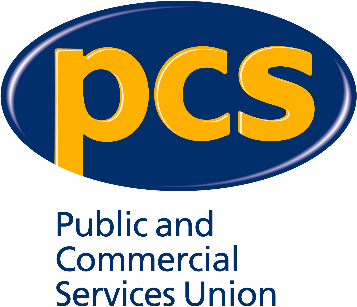 pcs
Public and
Commercial
Services Union